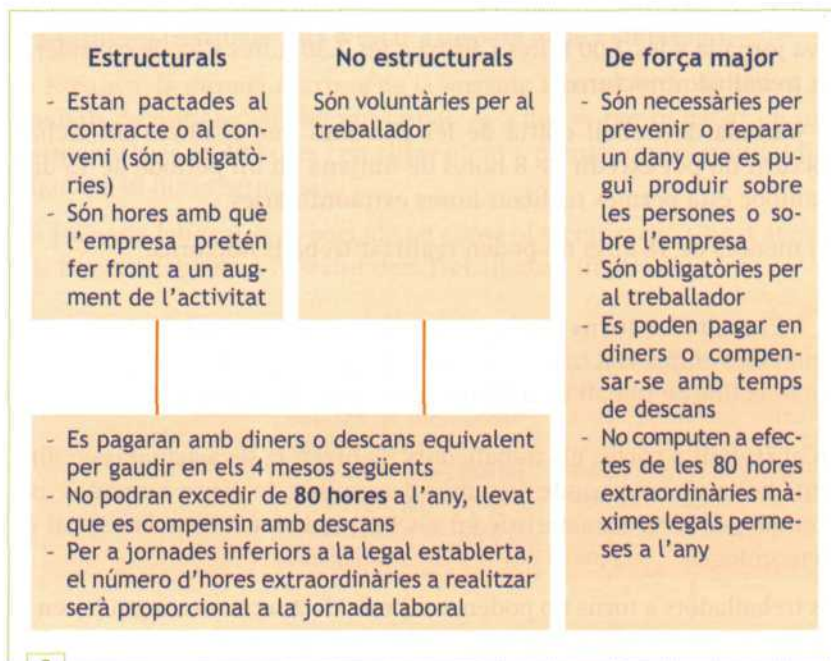 Estructurals
- Estan pactades al
contracte o al con-
veni (són obligatò-
ries)
- Són hores amb què
l'empresa pretén
fer front a un aug-
ment de l'activitat
No estructurals
Són voluntàries per al
treballador
- Es pagaran amb diners o descans equivalent
per gaudir en els 4 mesos següents
- No podran excedir de 80 hores a l'any, llevat
que es compensin amb descans
- Per a jornades inferiors a la legal establerta,
el número d'hores extraordinàries a realitzar
serà proporcional a la jornada laboral
De força major
- Són necessàries per
prevenir o reparar
un dany que es pu-
gui produir sobre
les persones o so-
bre l'empresa
- Són obligatòries per
al treballador
- Es poden pagar en
diners o compen-
sar-se amb temps
de descans
- No computen a efec-
tes de les 80 hores
extraordinàries mà-
ximes legals perme-
ses a l'any